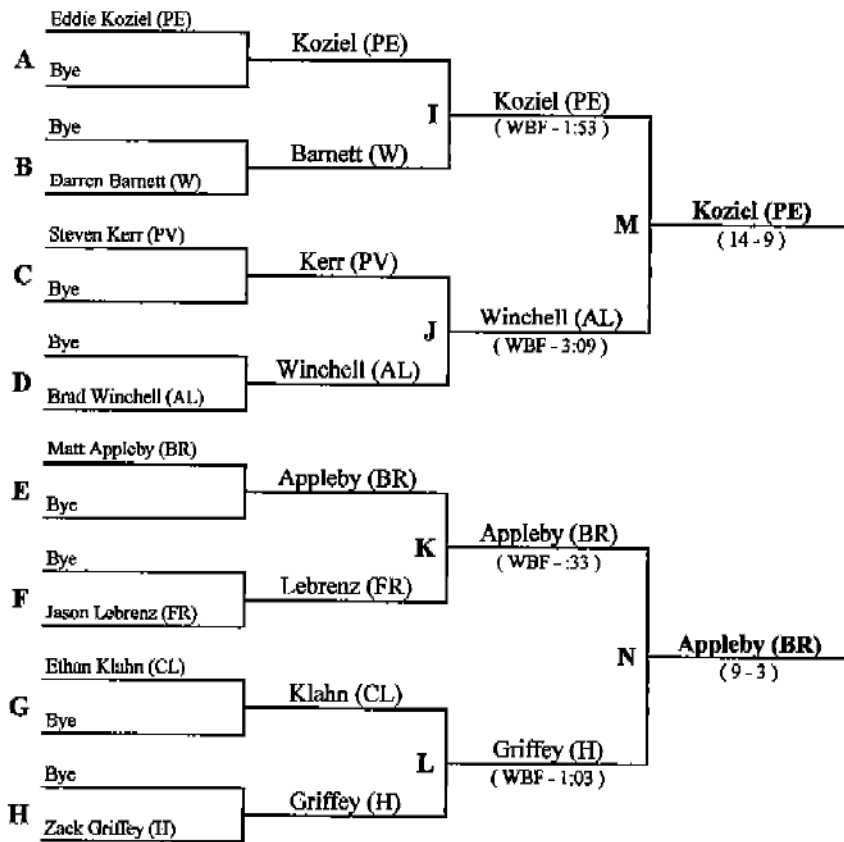 Eddie Koziel (PE)
A
Bye
Koziel (PE)
I
Koziel (PE)
( WBF - 1:53)
Bye
B
Darren Barnett (W)
Barnett (W)
M
Koziel (PE)
( 14 - 9 )
Steven Kerr (PV)
C
Bye
Kerr (PV)
J
Winchell (AL)
( WBF - 3:09)
Bye
D
Brad Winchell (AL)
Winchell (AL)
Matt Appleby (BR)
E
Bye
Appleby (BR)
K
Appleby (BR)
( WBF - :33 )
Bye
F
Jason Lebrenz (FR)
Lebrenz (FR)
N
Appleby (BR)
( 9 - 3 )
Ethan Klahn (CL)
G
Bye
Klahn (CL)
L
Griffey (H)
( WBF - 1:03 )
Bye
H
Zack Griffey (H)
Griffey (H)